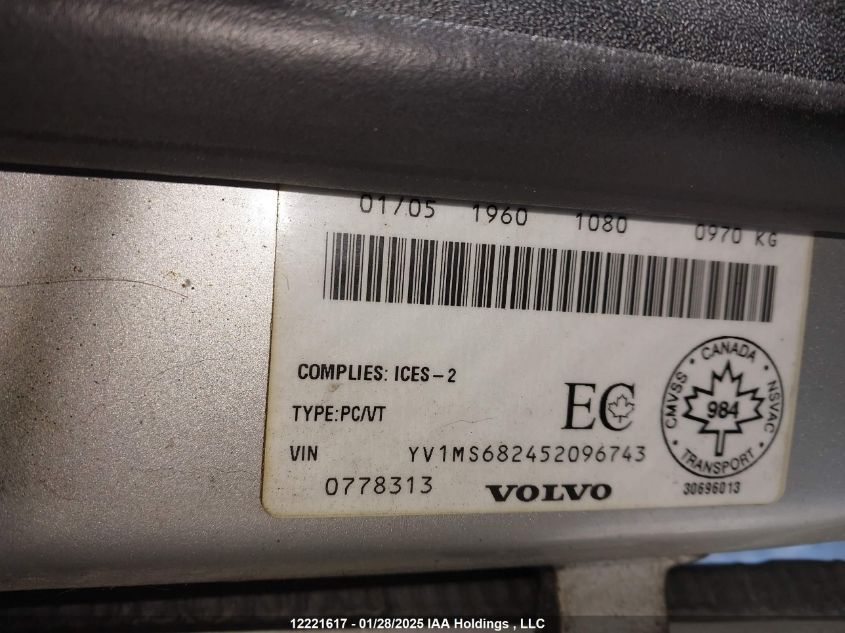 01/05 1960 1080 0970 KG
COMPLIES: ICES-2
TYPE:PC/VT
EC
CMVSS · CANADA · NSVAC · TRANSPORT ·
984
VIN YV1MS682452096743
0778313 VOLVO 30696013
12221617 - 01/28/2025 IAA Holdings , LLC